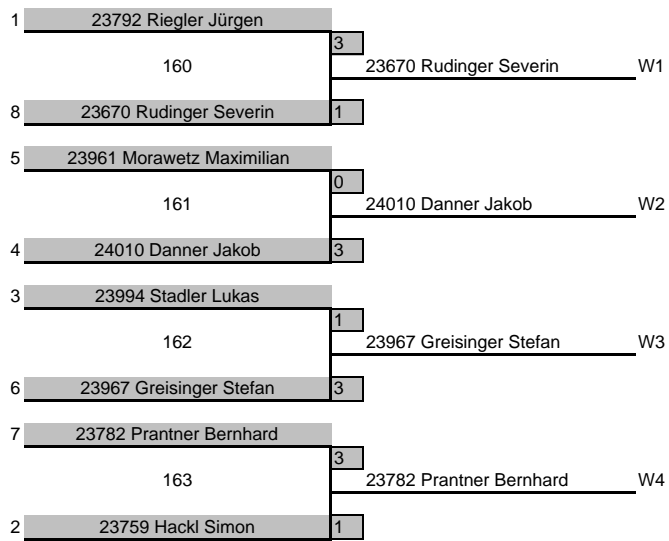 1 23792 Riegler Jürgen
3
160 23670 Rudinger Severin W1
8 23670 Rudinger Severin 1
5 23961 Morawetz Maximilian
0
161 24010 Danner Jakob W2
4 24010 Danner Jakob 3
3 23994 Stadler Lukas
1
162 23967 Greisinger Stefan W3
6 23967 Greisinger Stefan 3
7 23782 Prantner Bernhard
3
163 23782 Prantner Bernhard W4
2 23759 Hackl Simon 1